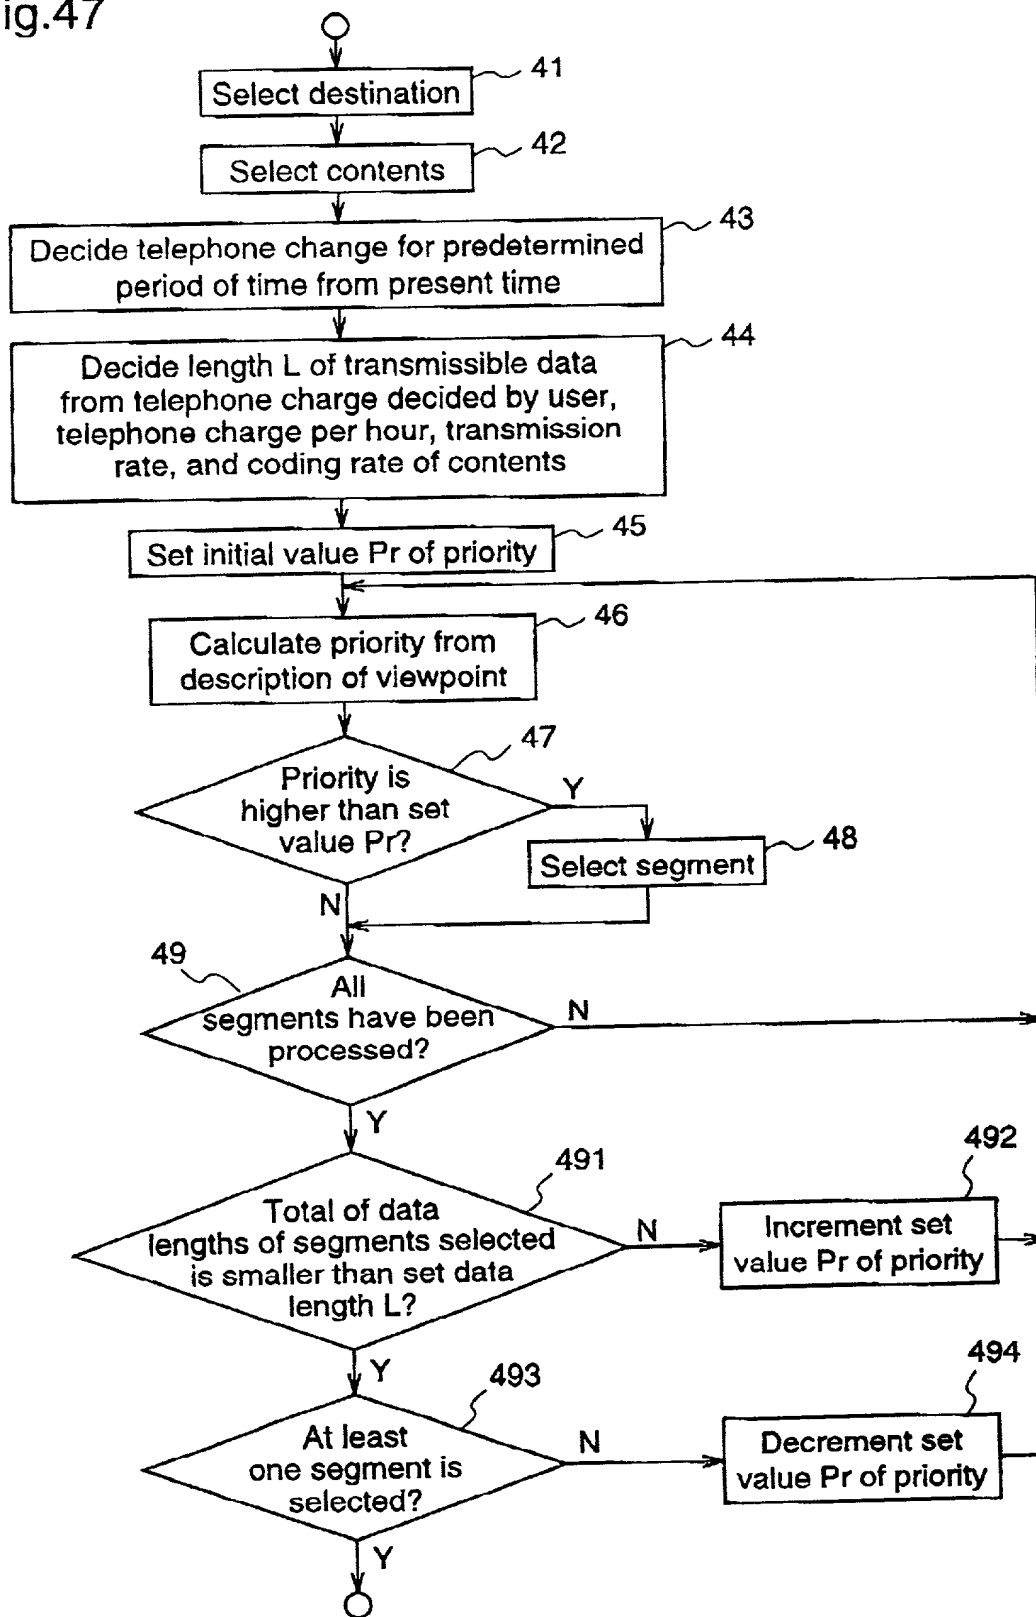 ig.47
41
Select destination
42
Select contents
43
Decide telephone change for predetermined
period of time from present time
44
Decide length L of transmissible data
from telephone charge decided by user,
telephone charge per hour, transmission
rate, and coding rate of contents
45
Set initial value Pr of priority
46
Calculate priority from
description of viewpoint
47
Priority is
higher than set
value Pr?
Y
48
Select segment
N
49
All
segments have been
processed?
N
Y
491
Total of data
lengths of segments selected
is smaller than set data
length L?
N
492
Increment set
value Pr of priority
Y
493
At least
one segment is
selected?
N
494
Decrement set
value Pr of priority
Y